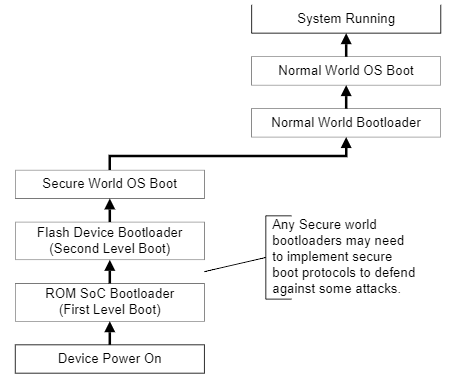 System Running
Normal World OS Boot
Normal World Bootloader
Secure World OS Boot
Flash Device Bootloader
(Second Level Boot)
Any Secure world
bootloaders may need
to implement secure
boot protocols to defend
against some attacks.
ROM SoC Bootloader
(First Level Boot)
Device Power On